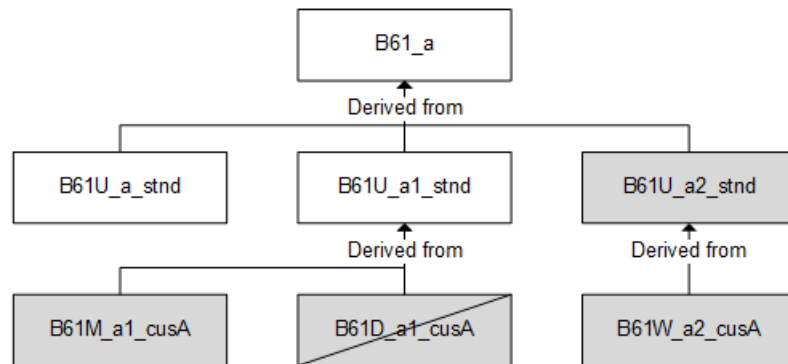 B61_a
Derived from
B61U_a_stnd
B61U_a1_stnd
B61U_a2_stnd
Derived from
Derived from
B61M_a1_cusA
B61D_a1_cusA
B61W_a2_cusA